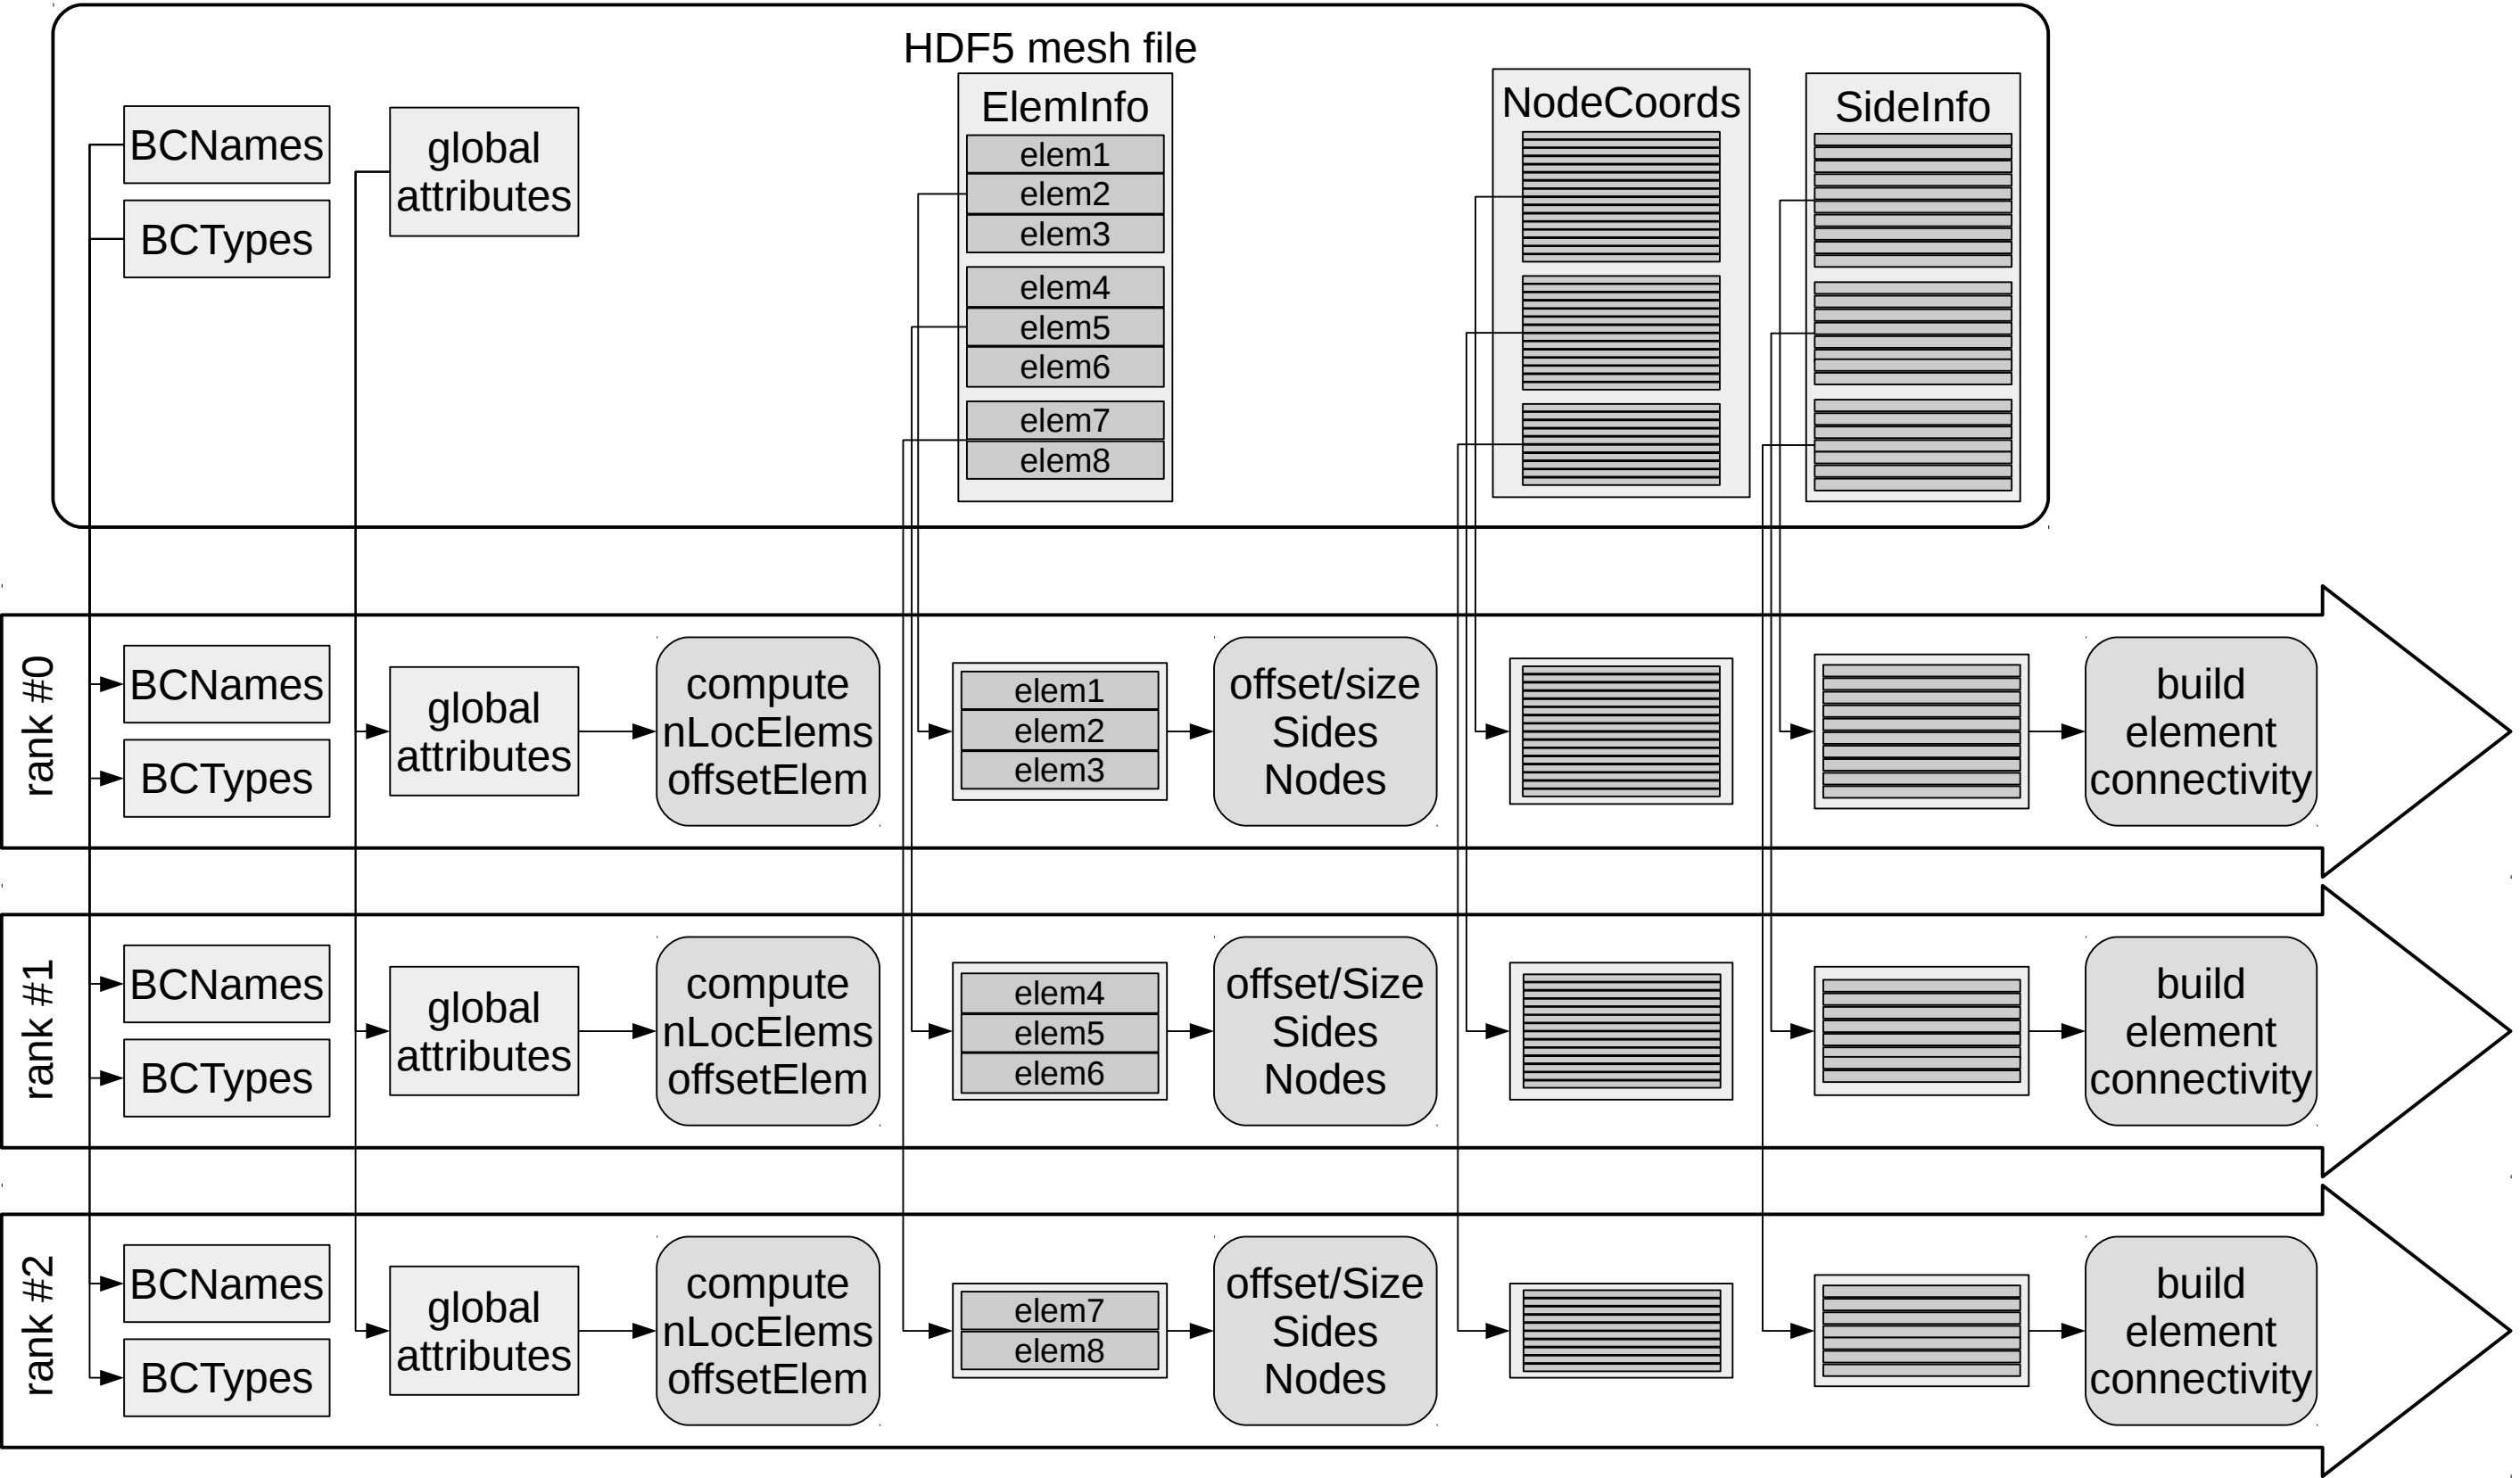 HDF5 mesh file
BCNames
BCTypes
global
attributes
ElemInfo
elem1
elem2
elem3
elem4
elem5
elem6
elem7
elem8
NodeCoords
SideInfo
rank #0
BCNames
BCTypes
global
attributes
compute
nLocElems
offsetElem
elem1
elem2
elem3
offset/size
Sides
Nodes
build
element
connectivity
rank #1
BCNames
BCTypes
global
attributes
compute
nLocElems
offsetElem
elem4
elem5
elem6
offset/Size
Sides
Nodes
build
element
connectivity
rank #2
BCNames
BCTypes
global
attributes
compute
nLocElems
offsetElem
elem7
elem8
offset/Size
Sides
Nodes
build
element
connectivity